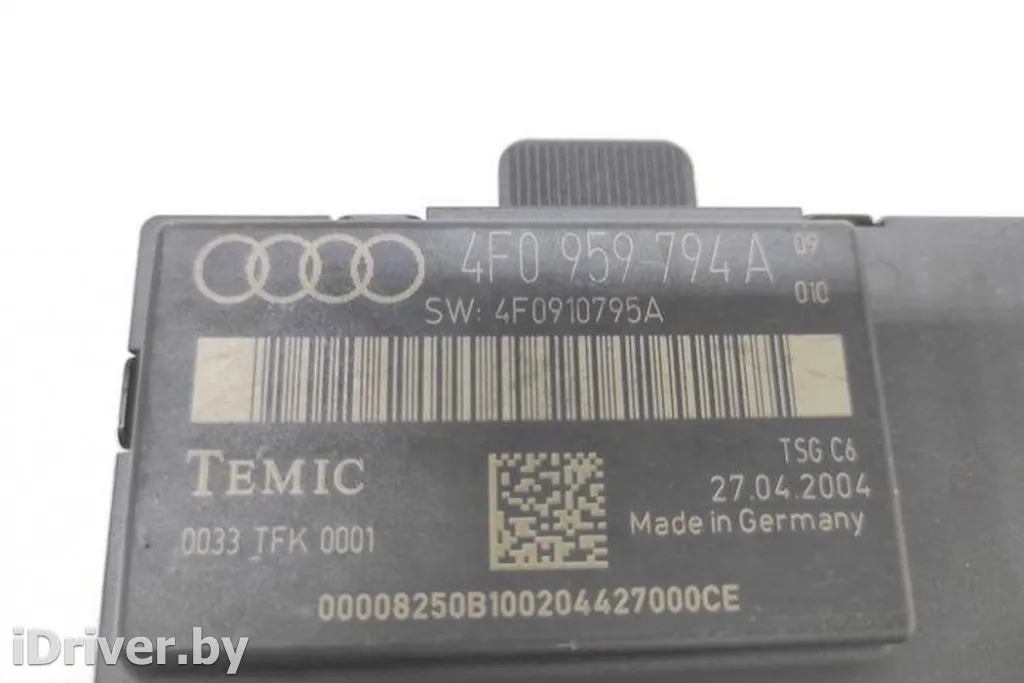 4F0 959 794 A 09
010
SW: 4F0910795A
TEMIC
TSG C6
27.04.2004
0033 TFK 0001
Made in Germany
00008250B100204427000CE
iDriver.by